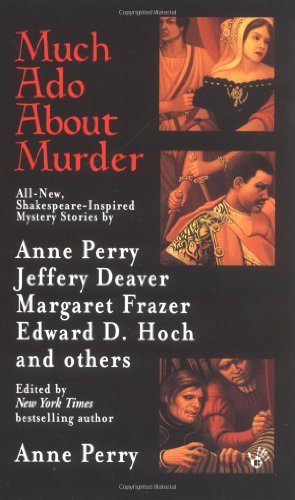 Much
Ado
About
Murder
All-New,
Shakespeare-Inspired
Mystery Stories by
Anne Perry
Jeffery Deaver
Margaret Frazer
Edward D. Hoch
and others
Edited by
New York Times
bestselling author
Anne Perry